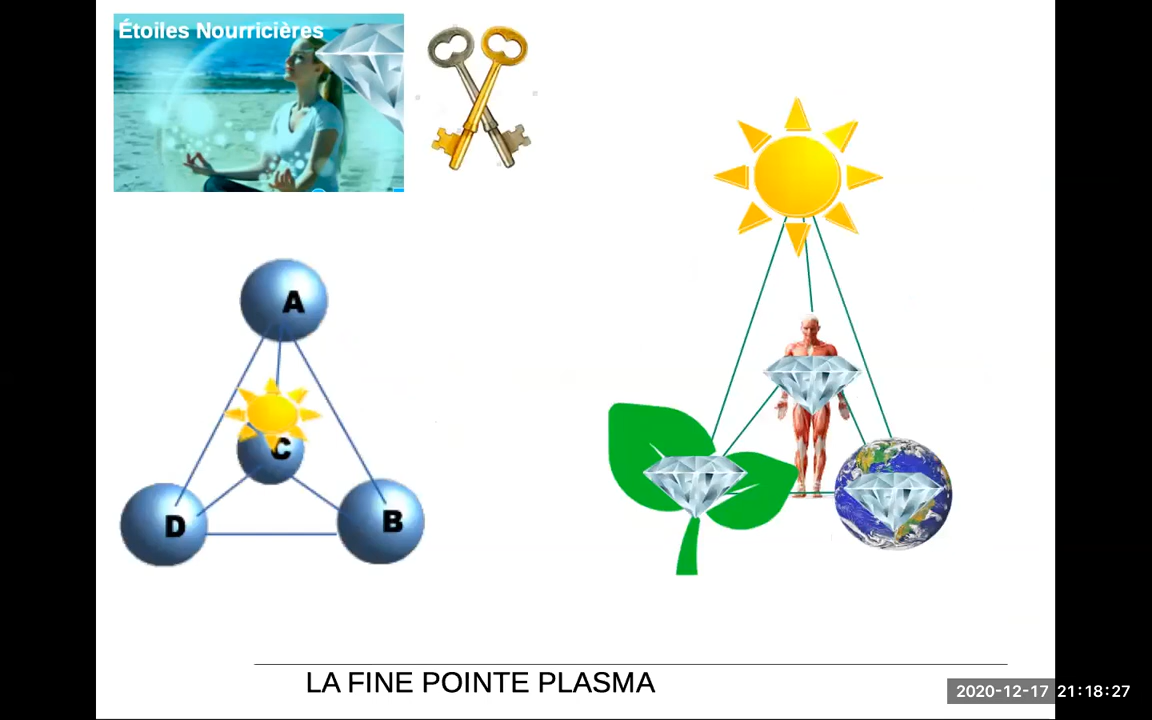 Étoiles Nourricières
A
C
D
B
LA FINE POINTE PLASMA
2020-12-17 21:18:27